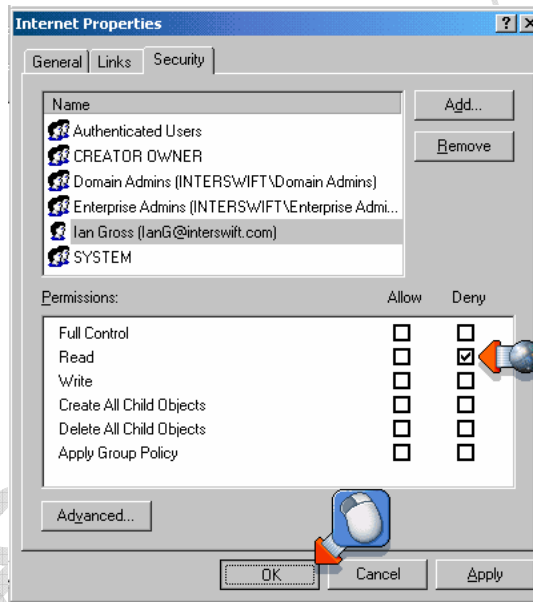 Internet Properties
General Links Security
Name
Authenticated Users
CREATOR OWNER
Domain Admins (INTERSWIFT\Domain Admins)
Enterprise Admins (INTERSWIFT\Enterprise Admi...
Ian Gross (IanG@interswift.com)
SYSTEM
Add...
Remove
Permissions: Allow Deny
Full Control
Read
Write
Create All Child Objects
Delete All Child Objects
Apply Group Policy
Advanced...
OK Cancel Apply